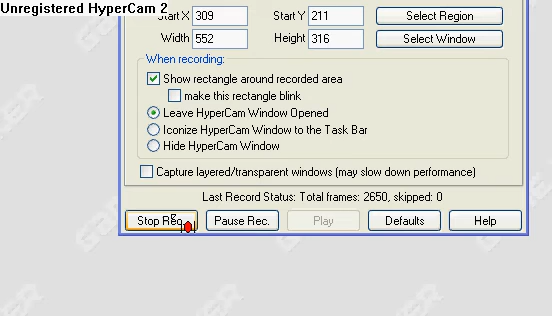 Unregistered HyperCam 2
Start X 309 Start Y 211 Select Region
Width 552 Height 316 Select Window
When recording:
Show rectangle around recorded area
make this rectangle blink
Leave HyperCam Window Opened
Iconize HyperCam Window to the Task Bar
Hide HyperCam Window
Capture layered/transparent windows (may slow down performance)
Last Record Status: Total frames: 2650, skipped: 0
Stop Rec. Pause Rec. Play Defaults Help